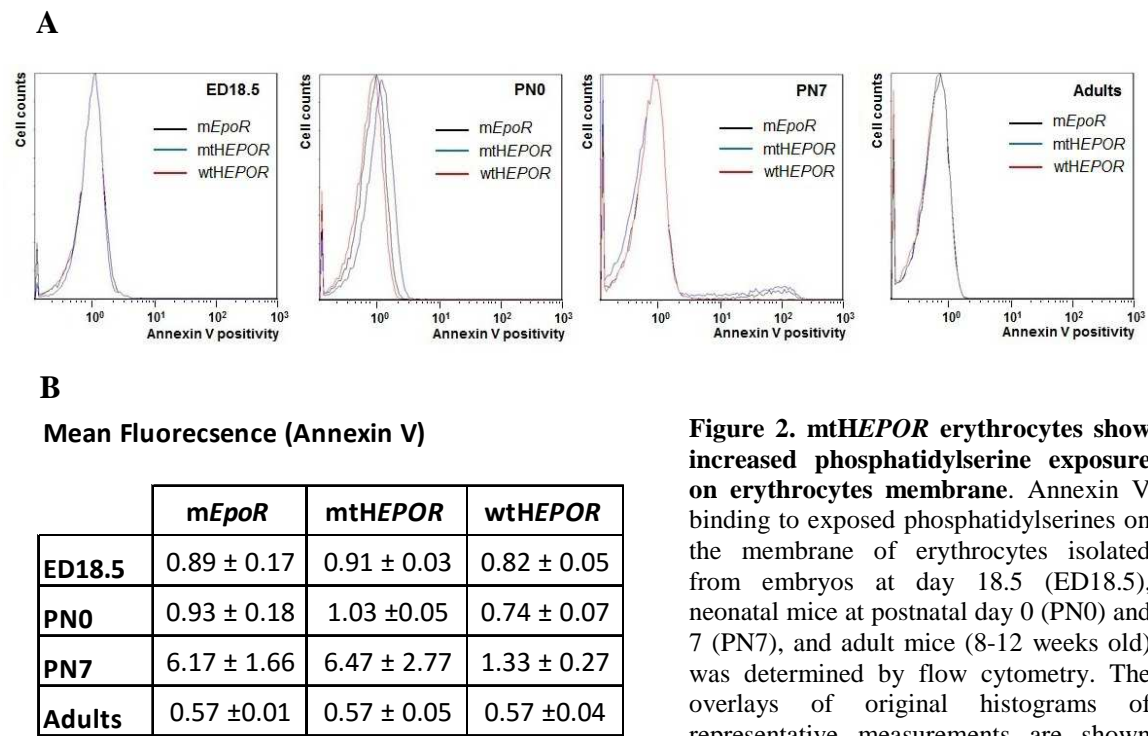 A
Cell counts
ED18.5
mEpoR
mtHEPOR
wtHEPOR
10⁰ 10¹ 10² 10³
Annexin V positivity
Cell counts
PN0
mEpoR
mtHEPOR
wtHEPOR
10⁰ 10¹ 10² 10³
Annexin V positivity
Cell counts
PN7
mEpoR
mtHEPOR
wtHEPOR
10⁰ 10¹ 10² 10³
Annexin V positivity
Cell counts
Adults
mEpoR
mtHEPOR
wtHEPOR
10⁰ 10¹ 10² 10³
Annexin V positivity
B
Mean Fluorecsence (Annexin V)
mEpoR mtHEPOR wtHEPOR
ED18.5 0.89 ± 0.17 0.91 ± 0.03 0.82 ± 0.05
PN0 0.93 ± 0.18 1.03 ±0.05 0.74 ± 0.07
PN7 6.17 ± 1.66 6.47 ± 2.77 1.33 ± 0.27
Adults 0.57 ±0.01 0.57 ± 0.05 0.57 ±0.04
Figure 2. mtHEPOR erythrocytes show
increased phosphatidylserine exposure
on erythrocytes membrane. Annexin V
binding to exposed phosphatidylserines on
the membrane of erythrocytes isolated
from embryos at day 18.5 (ED18.5),
neonatal mice at postnatal day 0 (PN0) and
7 (PN7), and adult mice (8-12 weeks old)
was determined by flow cytometry. The
overlays of original histograms of
representative measurements are shown